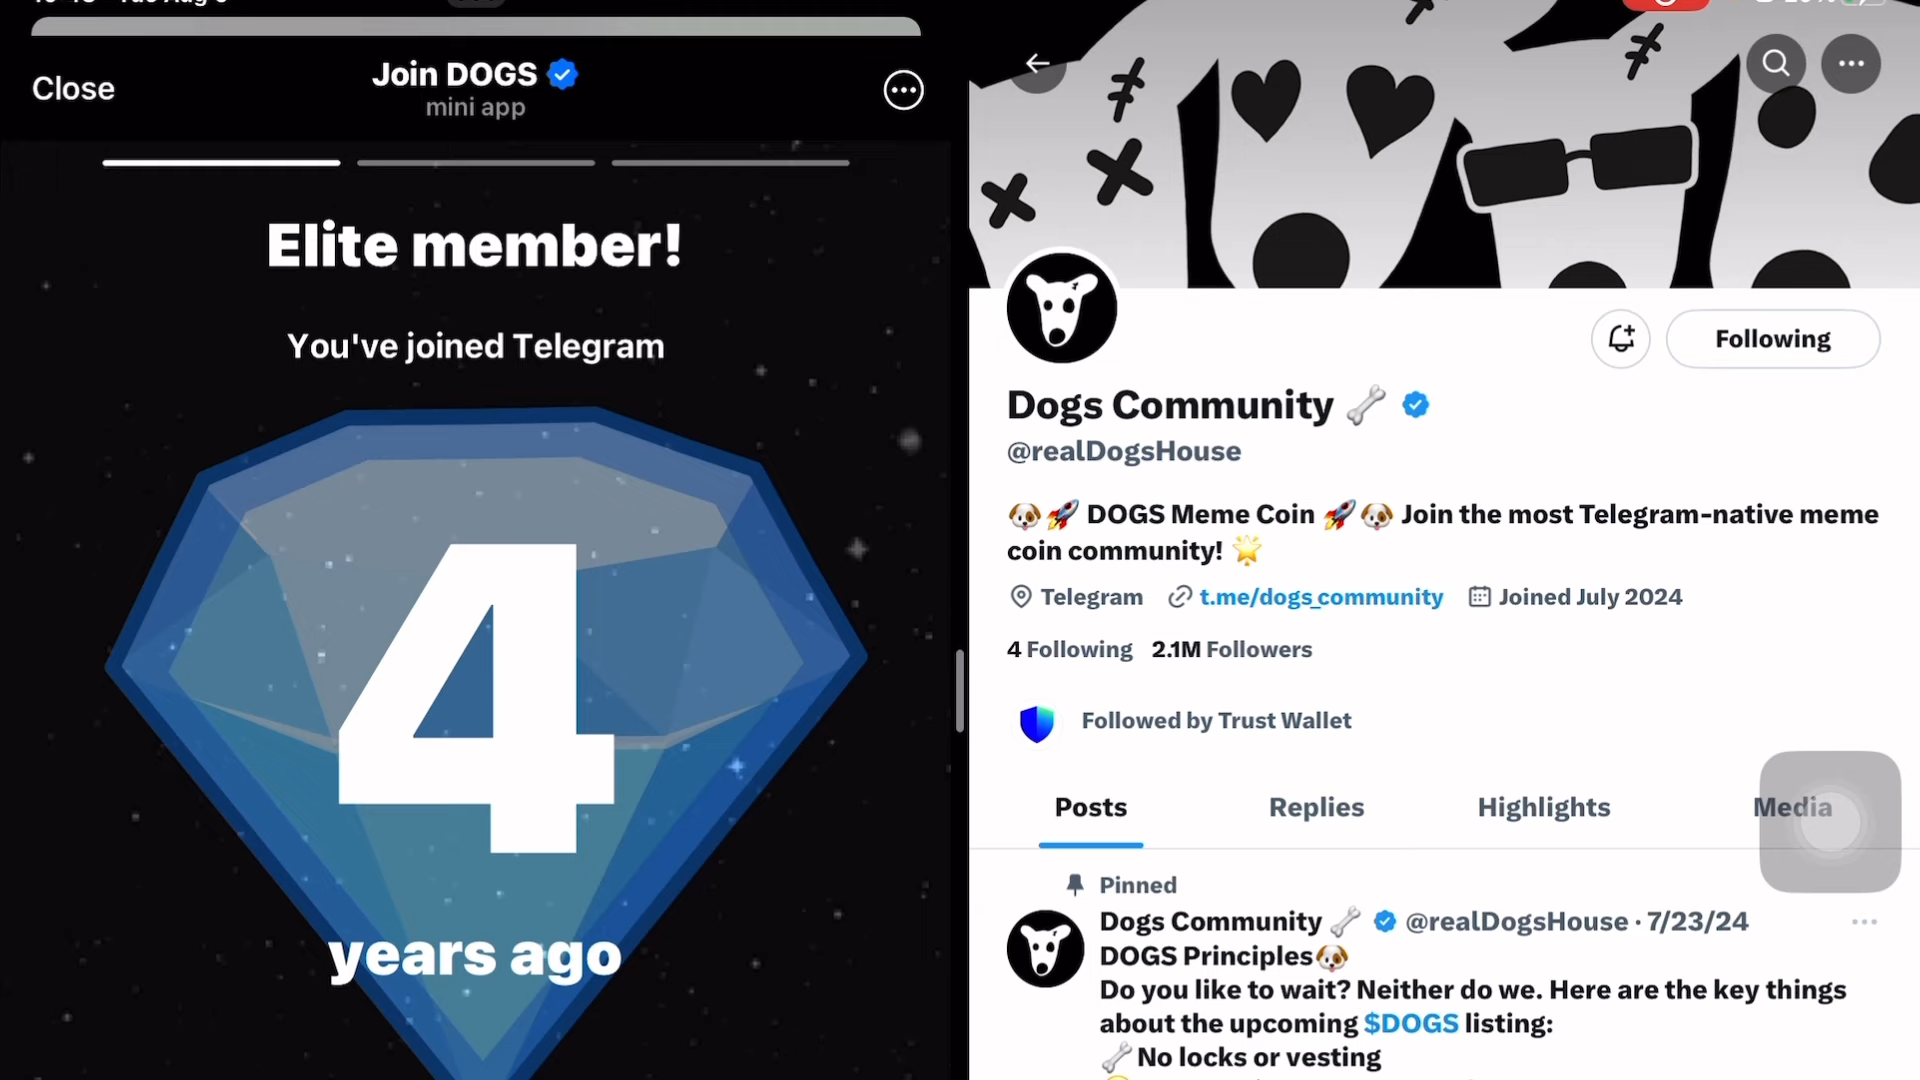 Close
Join DOGS
mini app
Elite member!
You've joined Telegram
4
years ago
Following
Dogs Community
@realDogsHouse
DOGS Meme Coin Join the most Telegram-native meme
coin community!
Telegram t.me/dogs_community Joined July 2024
4 Following 2.1M Followers
Followed by Trust Wallet
Posts Replies Highlights Media
Pinned
Dogs Community @realDogsHouse · 7/23/24
DOGS Principles
Do you like to wait? Neither do we. Here are the key things
about the upcoming $DOGS listing:
No locks or vesting